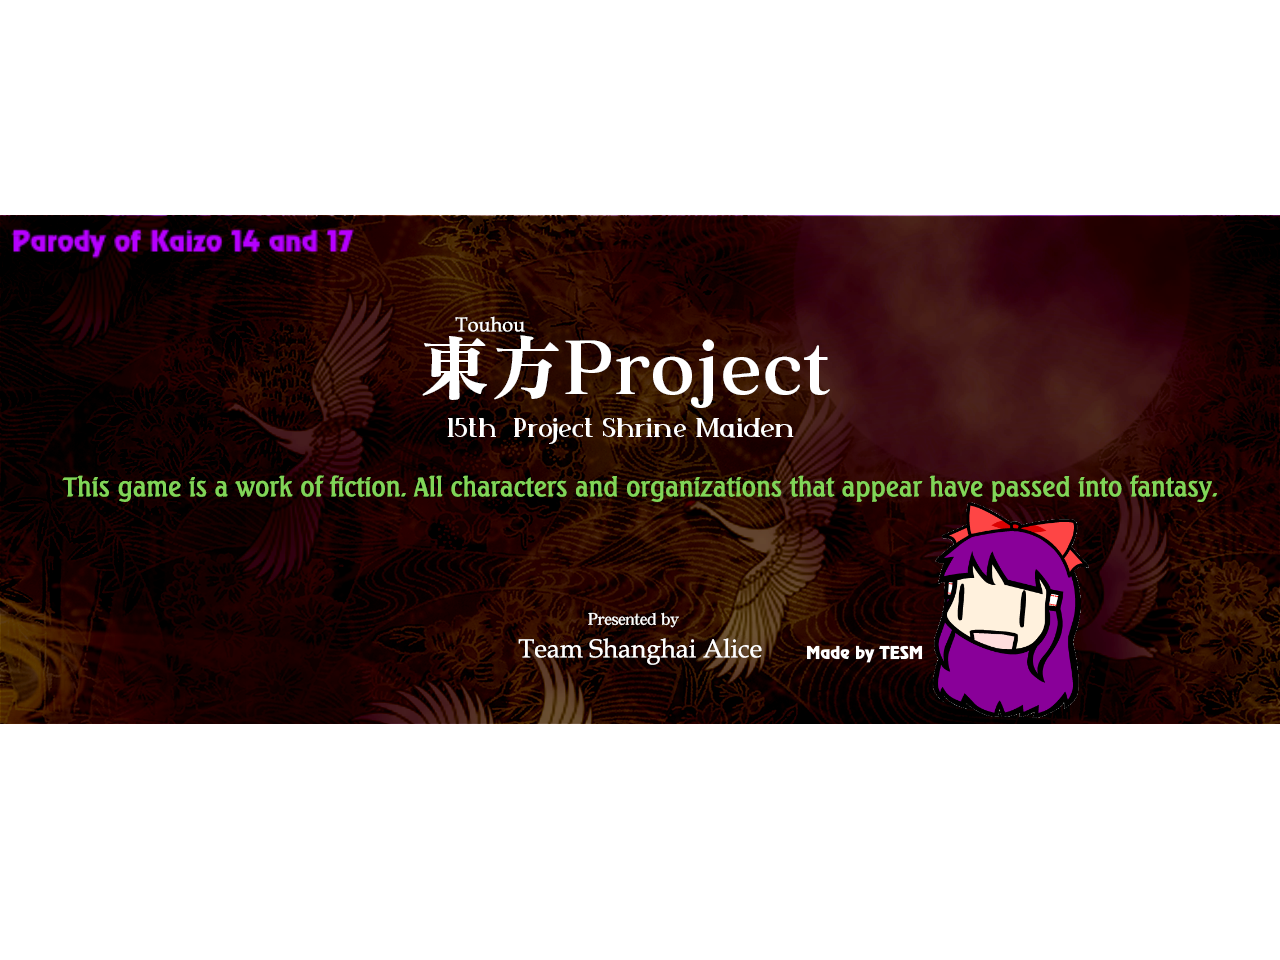 Parody of Kaizo 14 and 17
Touhou
東方Project
15th Project Shrine Maiden
This game is a work of fiction. All characters and organizations that appear have passed into fantasy.
Presented by
Team Shanghai Alice
Made by TESM